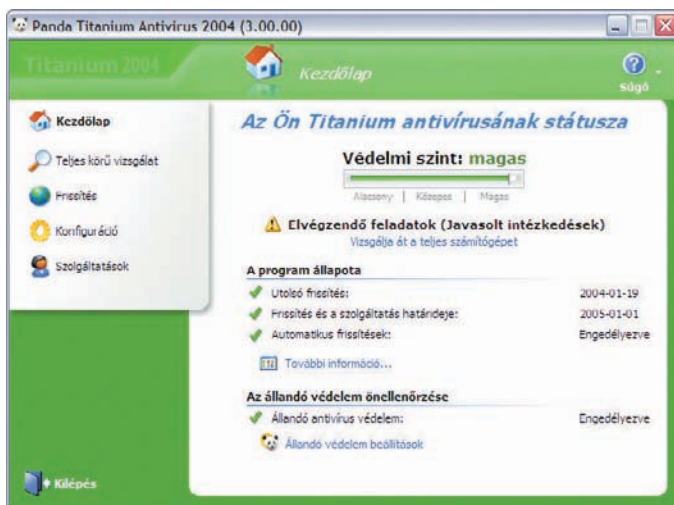 Panda Titanium Antivirus 2004 (3.00.00)
Titanium 2004
Kezdőlap
Súgó
Kezdőlap
Teljes körű vizsgálat
Frissítés
Konfiguráció
Szolgáltatások
Kilépés
Az Ön Titanium antivírusának státusza
Védelmi szint: magas
Alacsony | Közepes | Magas
Elvégzendő feladatok (Javasolt intézkedések)
Vizsgálja át a teljes számítógépet
A program állapota
Utolsó frissítés: 2004-01-19
Frissítés és a szolgáltatás határideje: 2005-01-01
Automatikus frissítések: Engedélyezve
További információ...
Az állandó védelem önellenőrzése
Állandó antivírus védelem: Engedélyezve
Állandó védelem beállítások